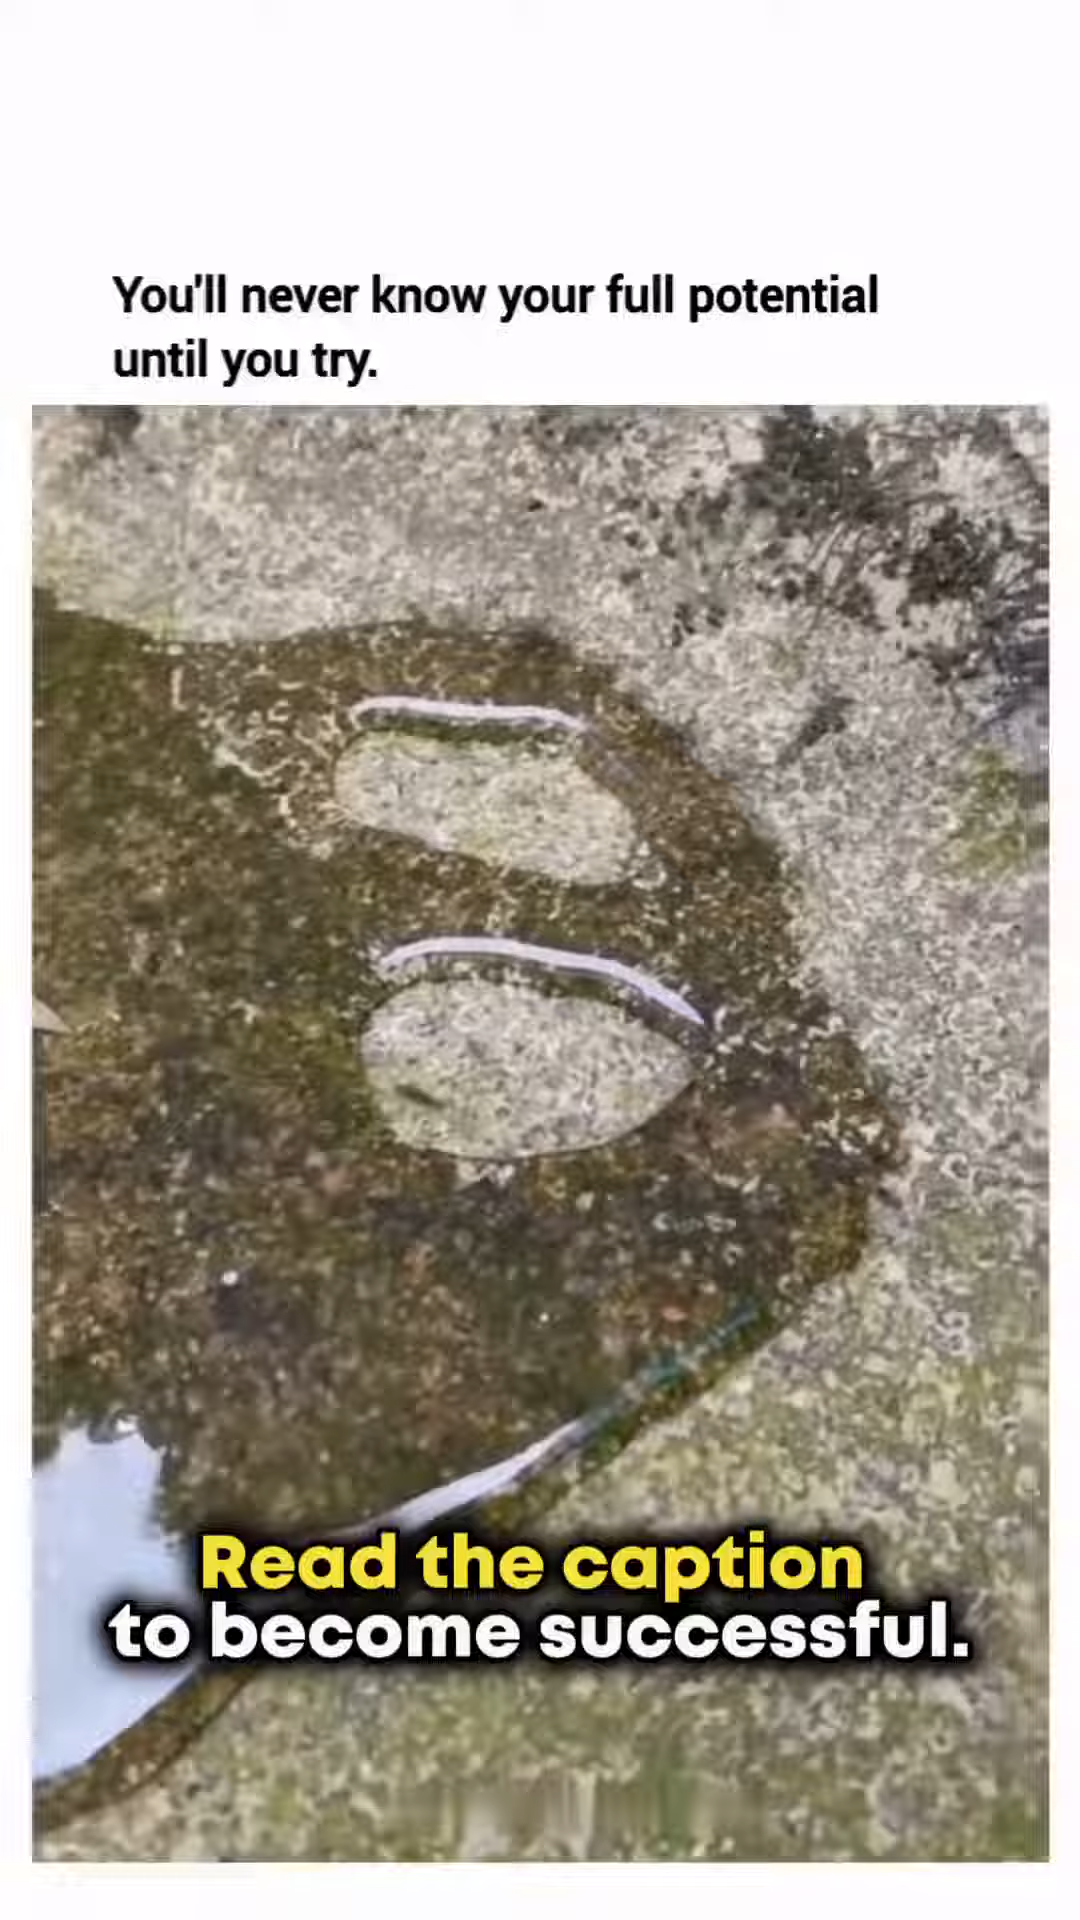 You'll never know your full potential
until you try.
Read the caption
to become successful.